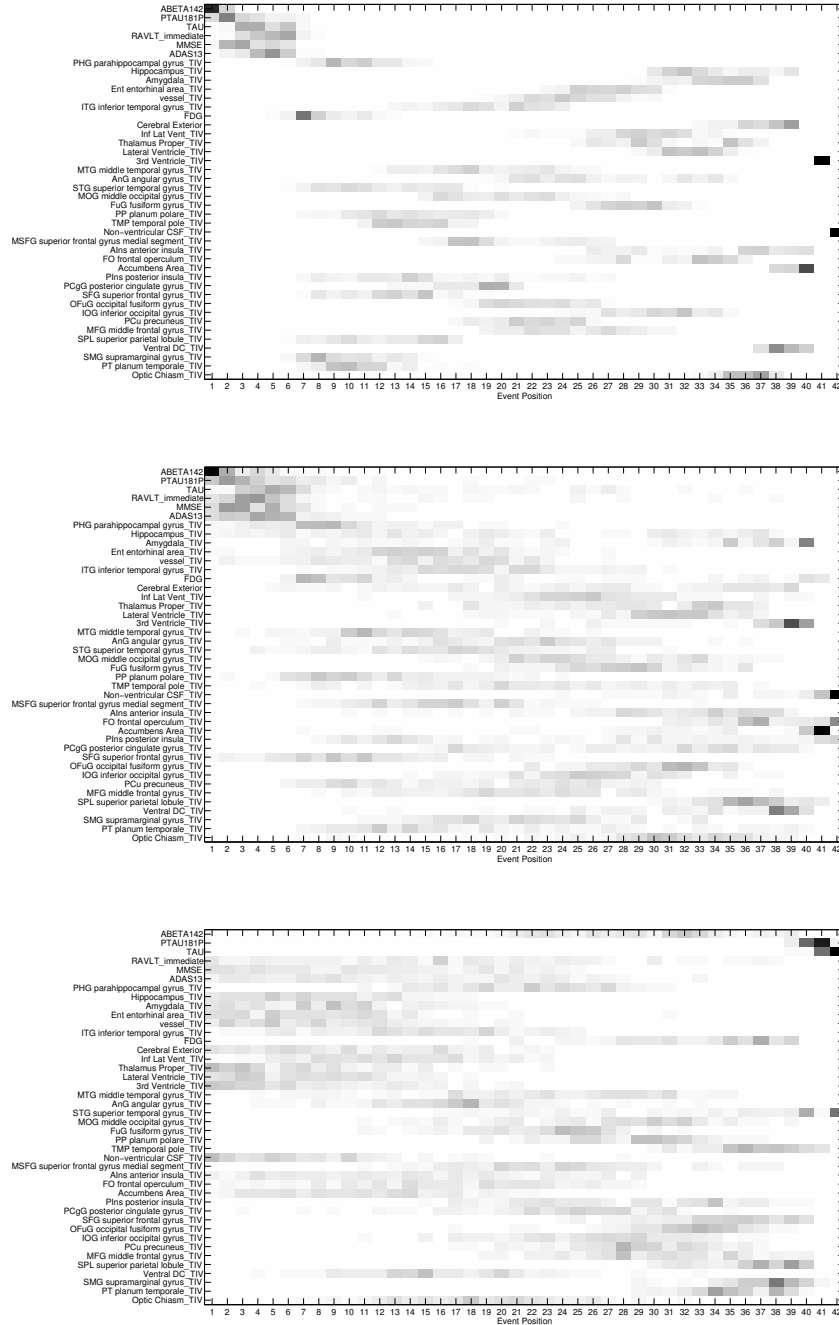 ABETA142
PTAU181P
TAU
RAVLT_immediate
MMSE
ADAS13
PHG parahippocampal gyrus_TIV
Hippocampus_TIV
Amygdala_TIV
Ent entorhinal area_TIV
vessel_TIV
ITG inferior temporal gyrus_TIV
FDG
Cerebral Exterior
Inf Lat Vent_TIV
Thalamus Proper_TIV
Lateral Ventricle_TIV
3rd Ventricle_TIV
MTG middle temporal gyrus_TIV
AnG angular gyrus_TIV
STG superior temporal gyrus_TIV
MOG middle occipital gyrus_TIV
FuG fusiform gyrus_TIV
PP planum polare_TIV
TMP temporal pole_TIV
Non−ventricular CSF_TIV
MSFG superior frontal gyrus medial segment_TIV
AIns anterior insula_TIV
FO frontal operculum_TIV
Accumbens Area_TIV
PIns posterior insula_TIV
PCgG posterior cingulate gyrus_TIV
SFG superior frontal gyrus_TIV
OFuG occipital fusiform gyrus_TIV
IOG inferior occipital gyrus_TIV
PCu precuneus_TIV
MFG middle frontal gyrus_TIV
SPL superior parietal lobule_TIV
Ventral DC_TIV
SMG supramarginal gyrus_TIV
PT planum temporale_TIV
Optic Chiasm_TIV
1 2 3 4 5 6 7 8 9 10 11 12 13 14 15 16 17 18 19 20 21 22 23 24 25 26 27 28 29 30 31 32 33 34 35 36 37 38 39 40 41 42
Event Position
ABETA142
PTAU181P
TAU
RAVLT_immediate
MMSE
ADAS13
PHG parahippocampal gyrus_TIV
Hippocampus_TIV
Amygdala_TIV
Ent entorhinal area_TIV
vessel_TIV
ITG inferior temporal gyrus_TIV
FDG
Cerebral Exterior
Inf Lat Vent_TIV
Thalamus Proper_TIV
Lateral Ventricle_TIV
3rd Ventricle_TIV
MTG middle temporal gyrus_TIV
AnG angular gyrus_TIV
STG superior temporal gyrus_TIV
MOG middle occipital gyrus_TIV
FuG fusiform gyrus_TIV
PP planum polare_TIV
TMP temporal pole_TIV
Non−ventricular CSF_TIV
MSFG superior frontal gyrus medial segment_TIV
AIns anterior insula_TIV
FO frontal operculum_TIV
Accumbens Area_TIV
PIns posterior insula_TIV
PCgG posterior cingulate gyrus_TIV
SFG superior frontal gyrus_TIV
OFuG occipital fusiform gyrus_TIV
IOG inferior occipital gyrus_TIV
PCu precuneus_TIV
MFG middle frontal gyrus_TIV
SPL superior parietal lobule_TIV
Ventral DC_TIV
SMG supramarginal gyrus_TIV
PT planum temporale_TIV
Optic Chiasm_TIV
1 2 3 4 5 6 7 8 9 10 11 12 13 14 15 16 17 18 19 20 21 22 23 24 25 26 27 28 29 30 31 32 33 34 35 36 37 38 39 40 41 42
Event Position
ABETA142
PTAU181P
TAU
RAVLT_immediate
MMSE
ADAS13
PHG parahippocampal gyrus_TIV
Hippocampus_TIV
Amygdala_TIV
Ent entorhinal area_TIV
vessel_TIV
ITG inferior temporal gyrus_TIV
FDG
Cerebral Exterior
Inf Lat Vent_TIV
Thalamus Proper_TIV
Lateral Ventricle_TIV
3rd Ventricle_TIV
MTG middle temporal gyrus_TIV
AnG angular gyrus_TIV
STG superior temporal gyrus_TIV
MOG middle occipital gyrus_TIV
FuG fusiform gyrus_TIV
PP planum polare_TIV
TMP temporal pole_TIV
Non−ventricular CSF_TIV
MSFG superior frontal gyrus medial segment_TIV
AIns anterior insula_TIV
FO frontal operculum_TIV
Accumbens Area_TIV
PIns posterior insula_TIV
PCgG posterior cingulate gyrus_TIV
SFG superior frontal gyrus_TIV
OFuG occipital fusiform gyrus_TIV
IOG inferior occipital gyrus_TIV
PCu precuneus_TIV
MFG middle frontal gyrus_TIV
SPL superior parietal lobule_TIV
Ventral DC_TIV
SMG supramarginal gyrus_TIV
PT planum temporale_TIV
Optic Chiasm_TIV
1 2 3 4 5 6 7 8 9 10 11 12 13 14 15 16 17 18 19 20 21 22 23 24 25 26 27 28 29 30 31 32 33 34 35 36 37 38 39 40 41 42
Event Position